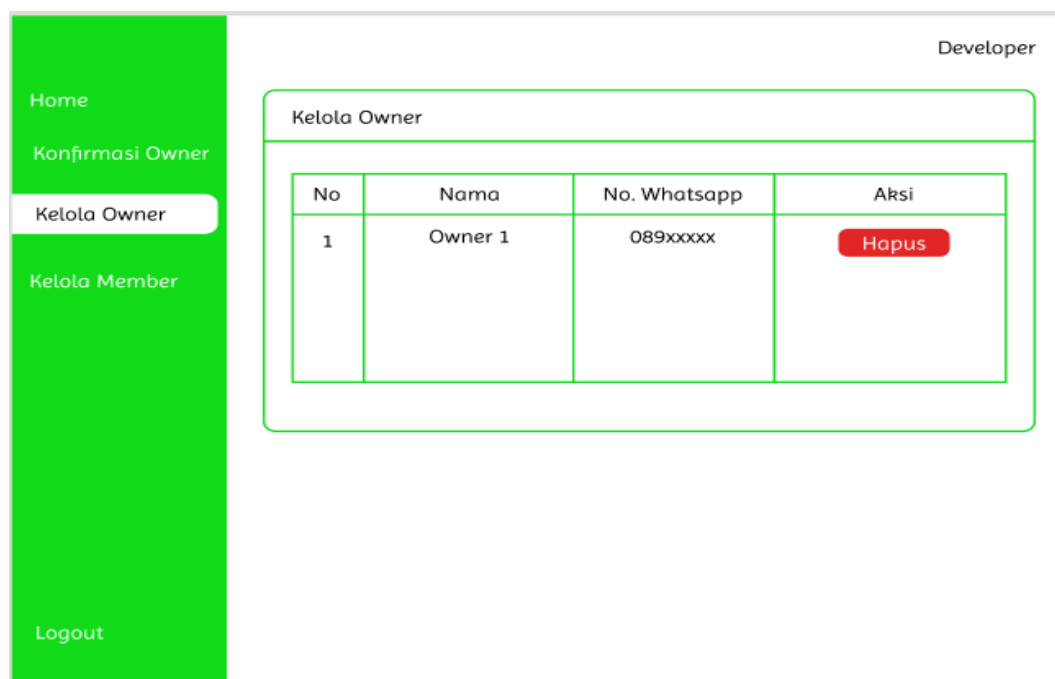 Developer
Home
Konfirmasi Owner
Kelola Owner
Kelola Member
Logout
Kelola Owner
No Nama No. Whatsapp Aksi
1 Owner 1 089xxxxx Hapus